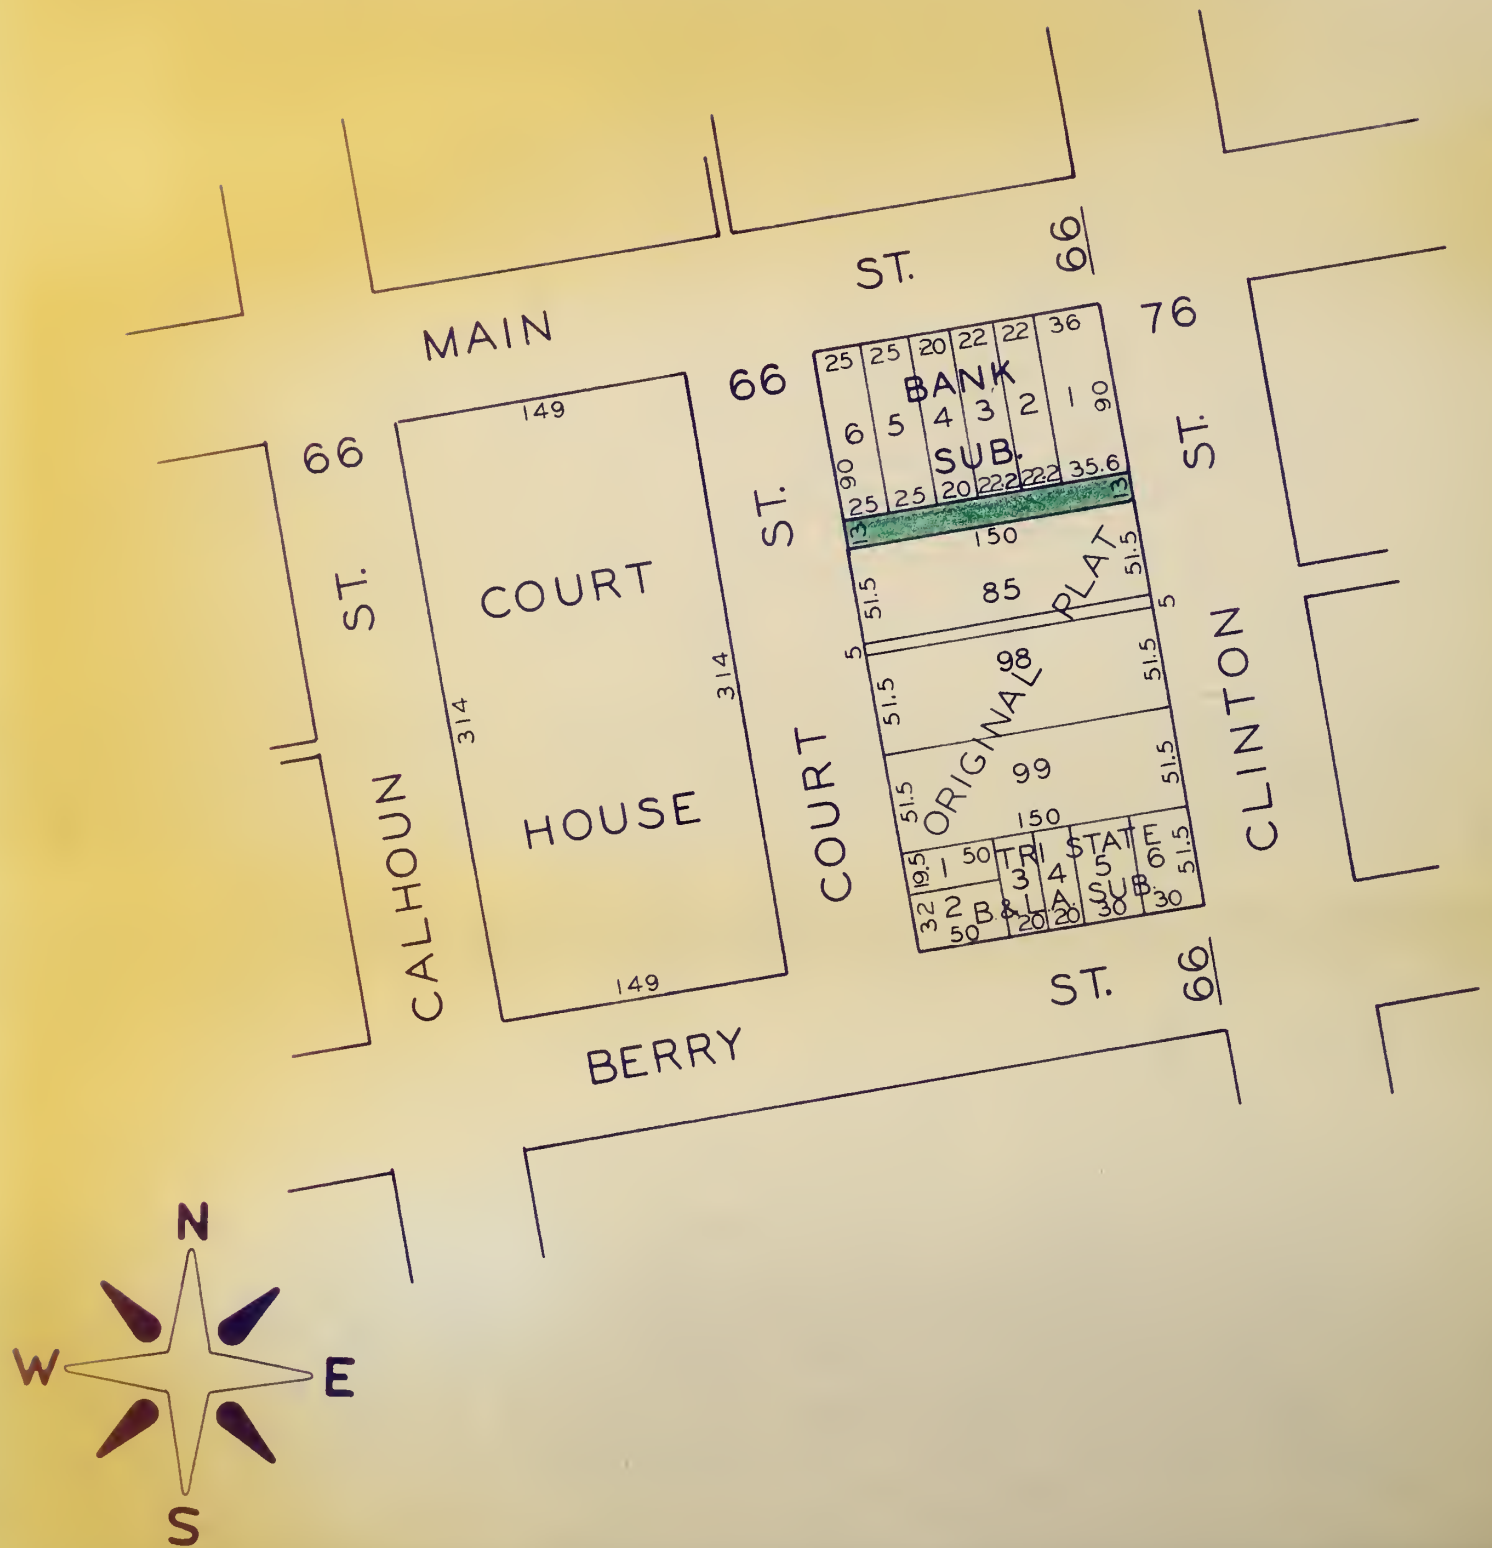 MAIN ST.
66
66
66
76
149
COURT
HOUSE
314
314
149
CALHOUN ST.
COURT ST.
CLINTON ST.
25 25 20 22 22 36
BANK
6 5 4 3 2 1
90
90
SUB.
25 25 20 22.2 22.2 35.6
13
13
150
51.5
85
51.5
5
5
ORIGINAL PLAT
51.5
98
51.5
51.5
99
51.5
150
19.5
1 50
TRI STATE
3 4 5 6
51.5
32
2
B.&L.A. SUB.
50 20 20 30 30
BERRY ST.
66
N
W
E
S